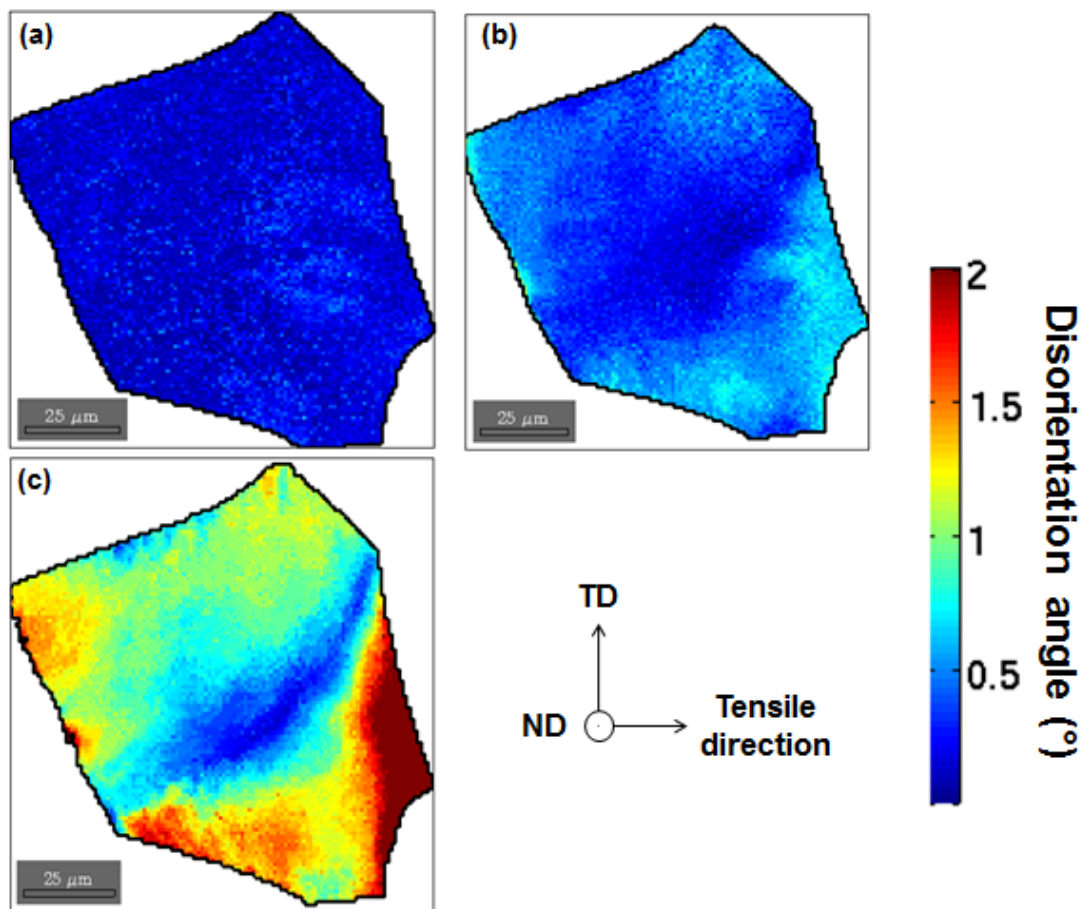 (a)
(b)
25 μm
25 μm
(c)
25 μm
2
1.5
1
0.5
Disorientation angle (°)
TD
ND
Tensile
direction